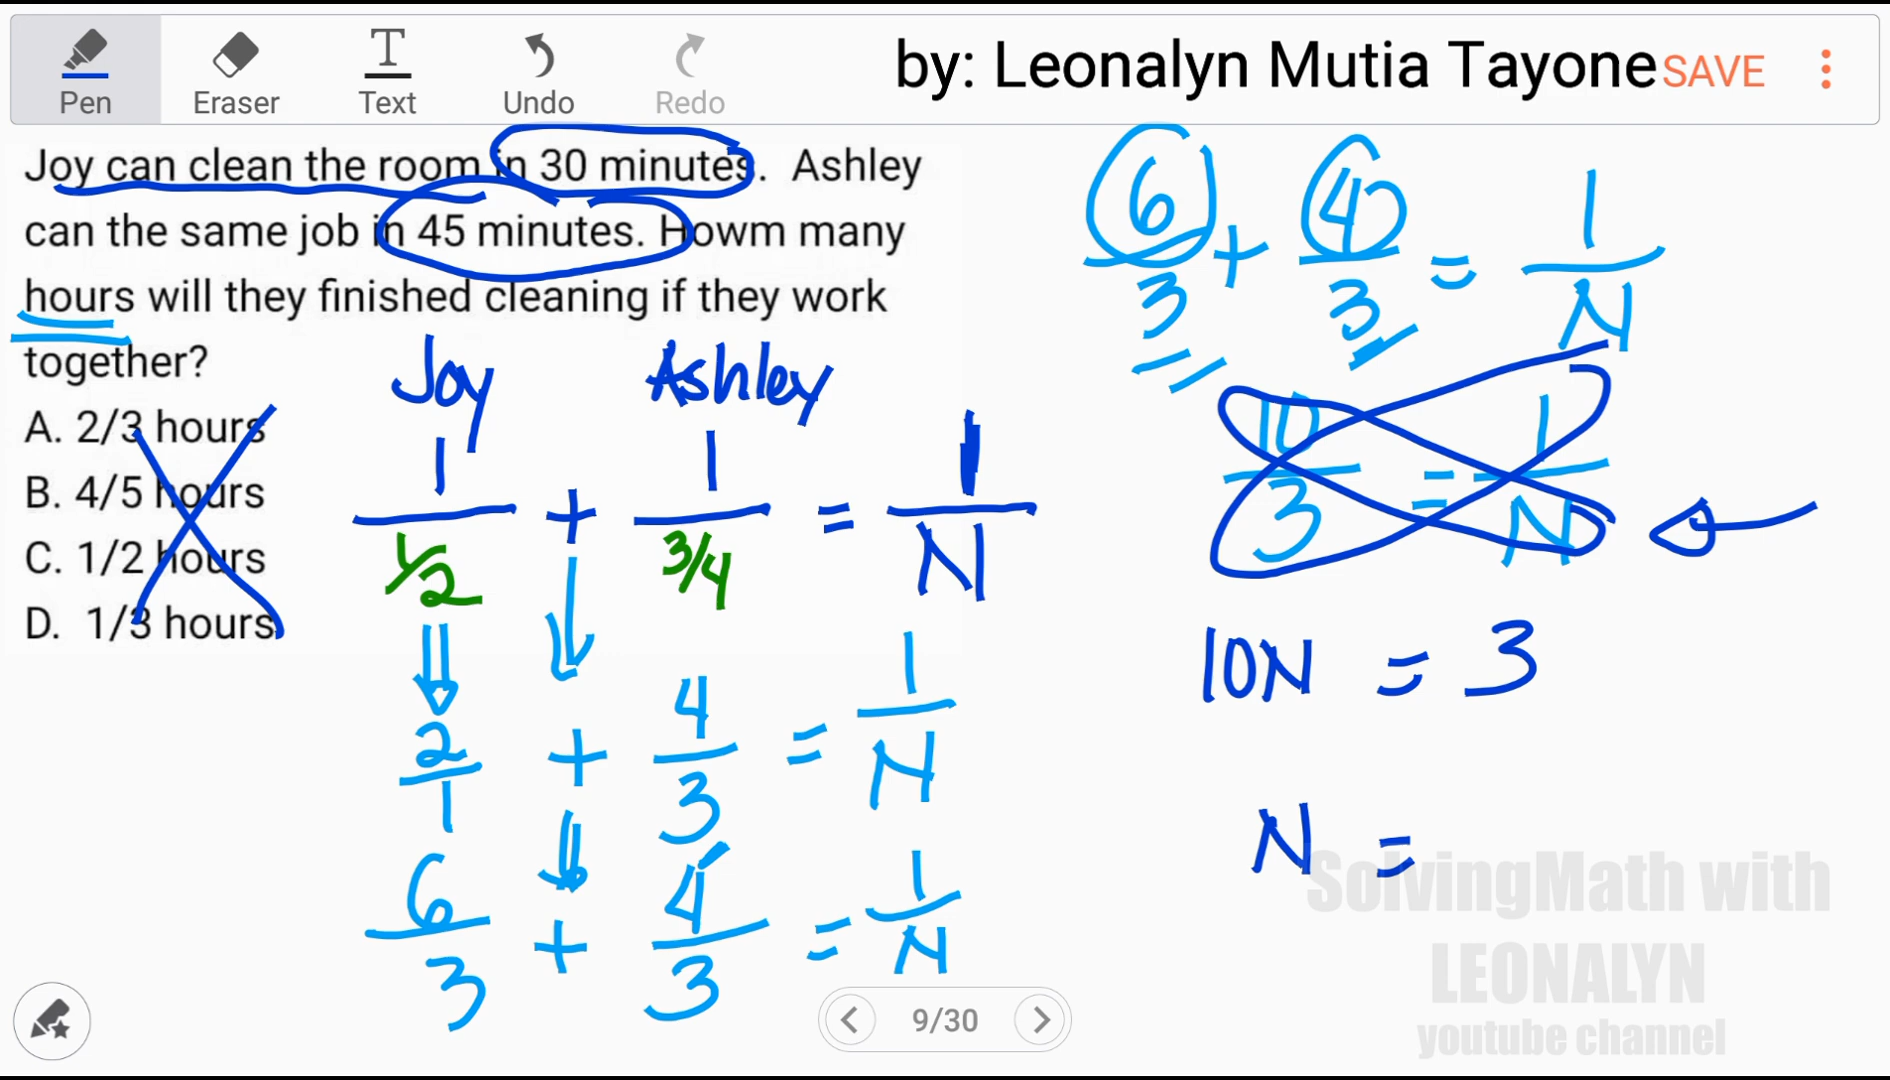 Pen
Eraser
Text
Undo
Redo
by: Leonalyn Mutia Tayone
SAVE
Joy can clean the room in 30 minutes. Ashley
can the same job in 45 minutes. Howm many
hours will they finished cleaning if they work
together?
A. 2/3 hours
B. 4/5 hours
C. 1/2 hours
D. 1/3 hours
Joy Ashley
1/(1/2) + 1/(3/4) = 1/N
2/1 + 4/3 = 1/N
6/3 + 4/3 = 1/N
6/3 + 4/3 = 1/N
10/3 = 1/N
10N = 3
N =
SolvingMath with
LEONALYN
youtube channel
9/30